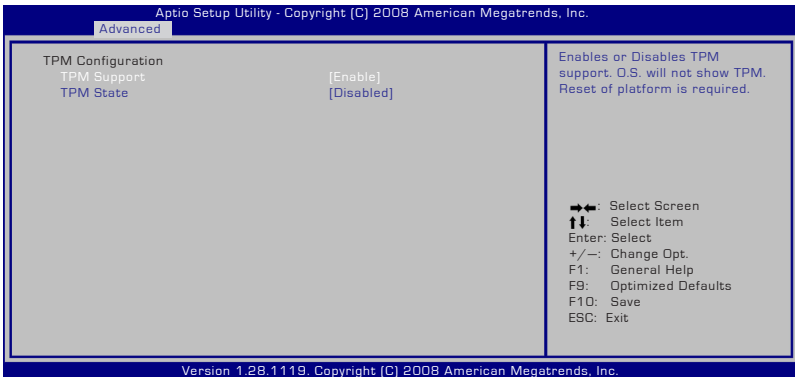 Aptio Setup Utility - Copyright (C) 2008 American Megatrends, Inc.
Advanced
TPM Configuration
TPM Support [Enable]
TPM State [Disabled]
Enables or Disables TPM
support. O.S. will not show TPM.
Reset of platform is required.
→←: Select Screen
↑↓: Select Item
Enter: Select
+/—: Change Opt.
F1: General Help
F9: Optimized Defaults
F10: Save
ESC: Exit
Version 1.28.1119. Copyright (C) 2008 American Megatrends, Inc.